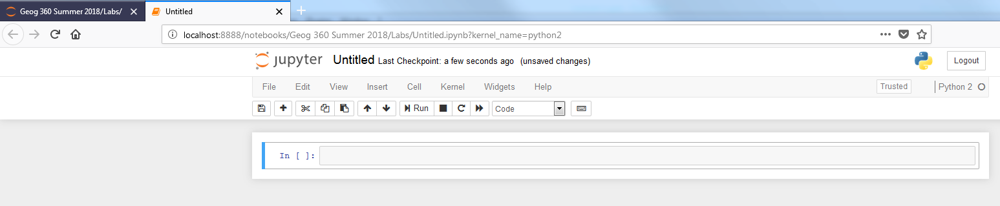 Geog 360 Summer 2018/Labs/ Untitled
localhost:8888/notebooks/Geog 360 Summer 2018/Labs/Untitled.ipynb?kernel_name=python2
jupyter Untitled Last Checkpoint: a few seconds ago (unsaved changes) Logout
File Edit View Insert Cell Kernel Widgets Help Trusted Python 2
Run Code
In [ ]: